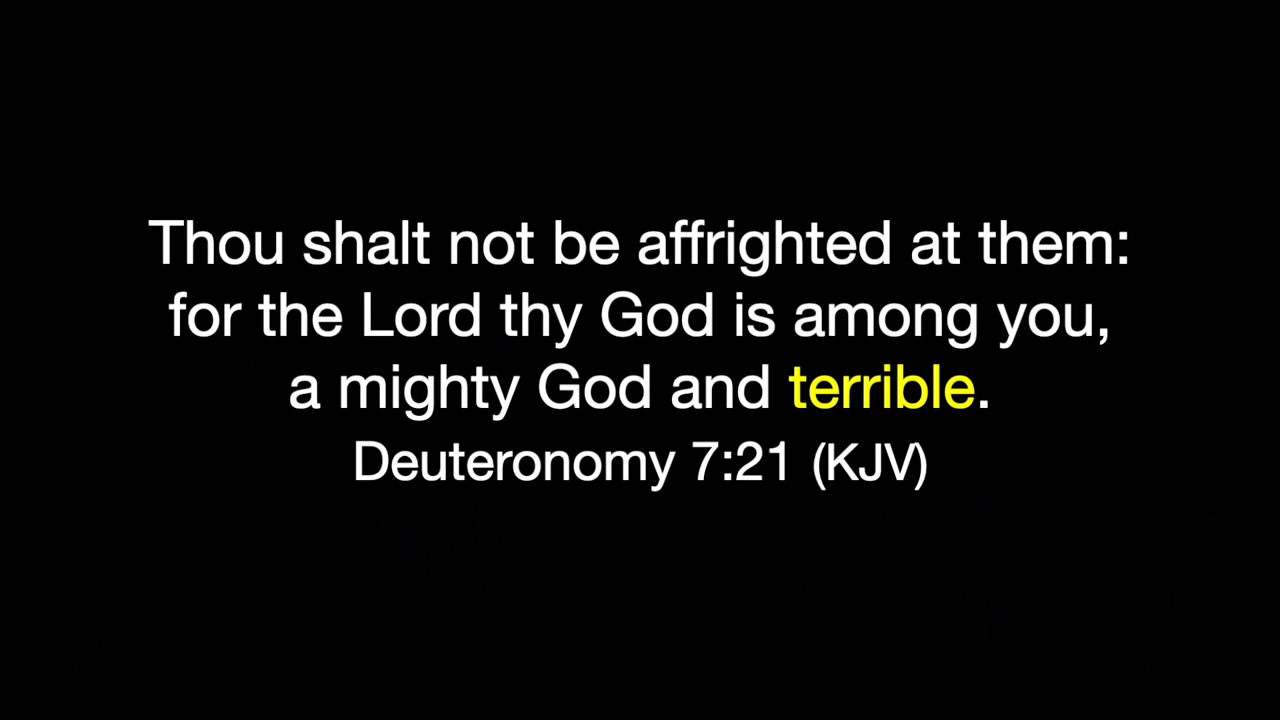 Thou shalt not be affrighted at them:
for the Lord thy God is among you,
a mighty God and terrible.
Deuteronomy 7:21 (KJV)